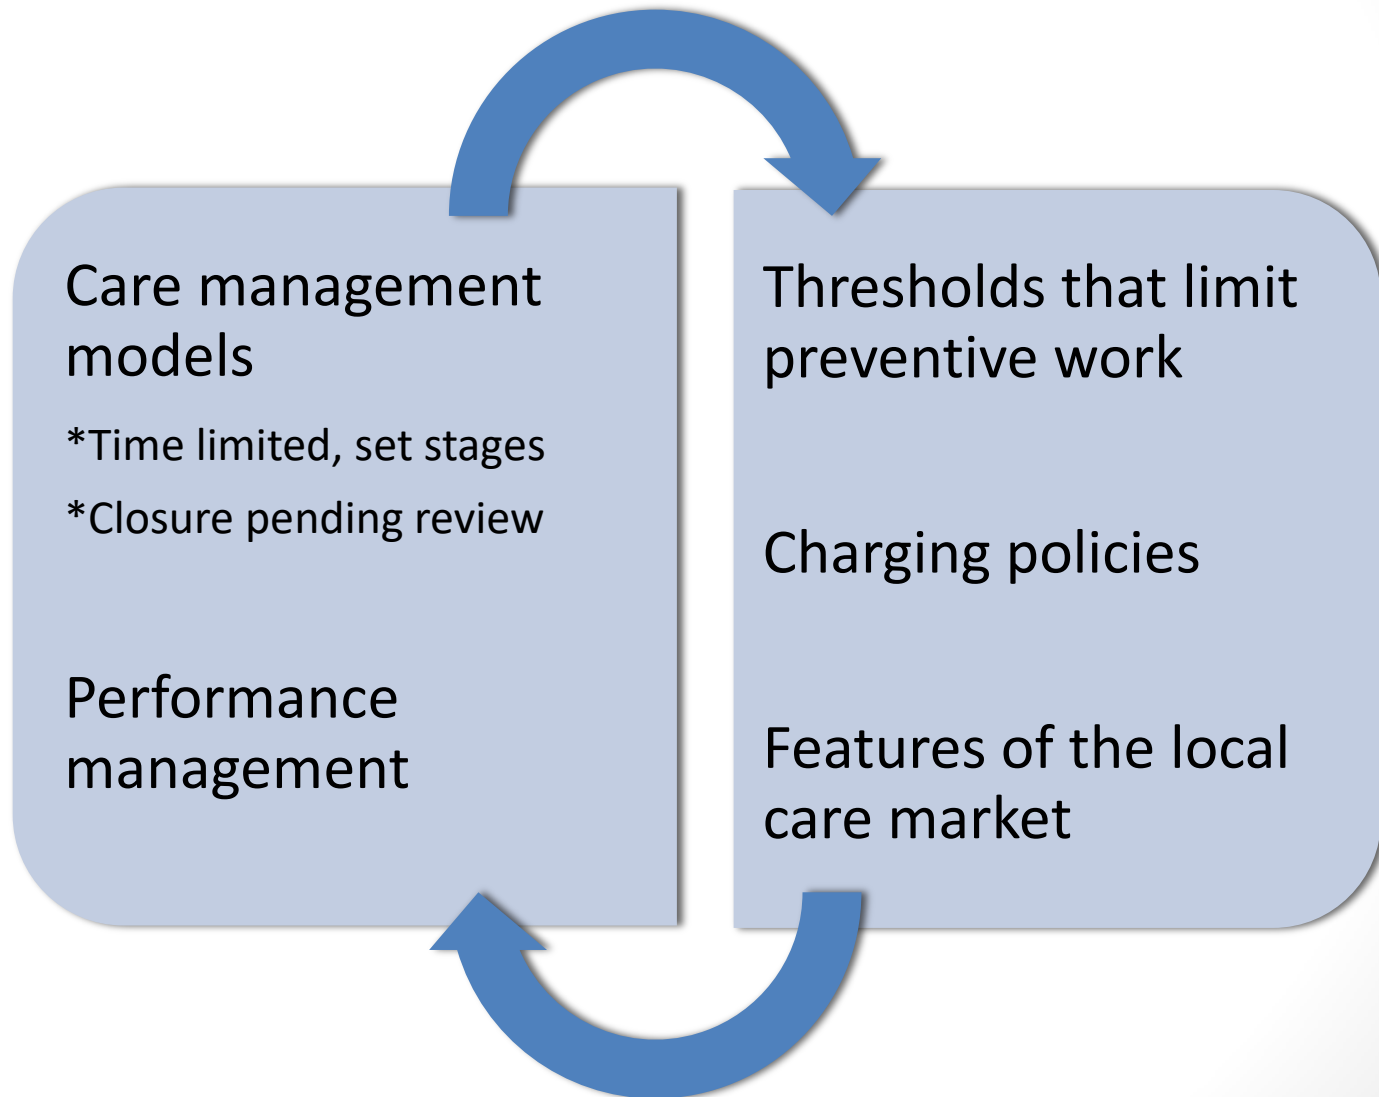 Care management
models
*Time limited, set stages
*Closure pending review
Performance
management
Thresholds that limit
preventive work
Charging policies
Features of the local
care market